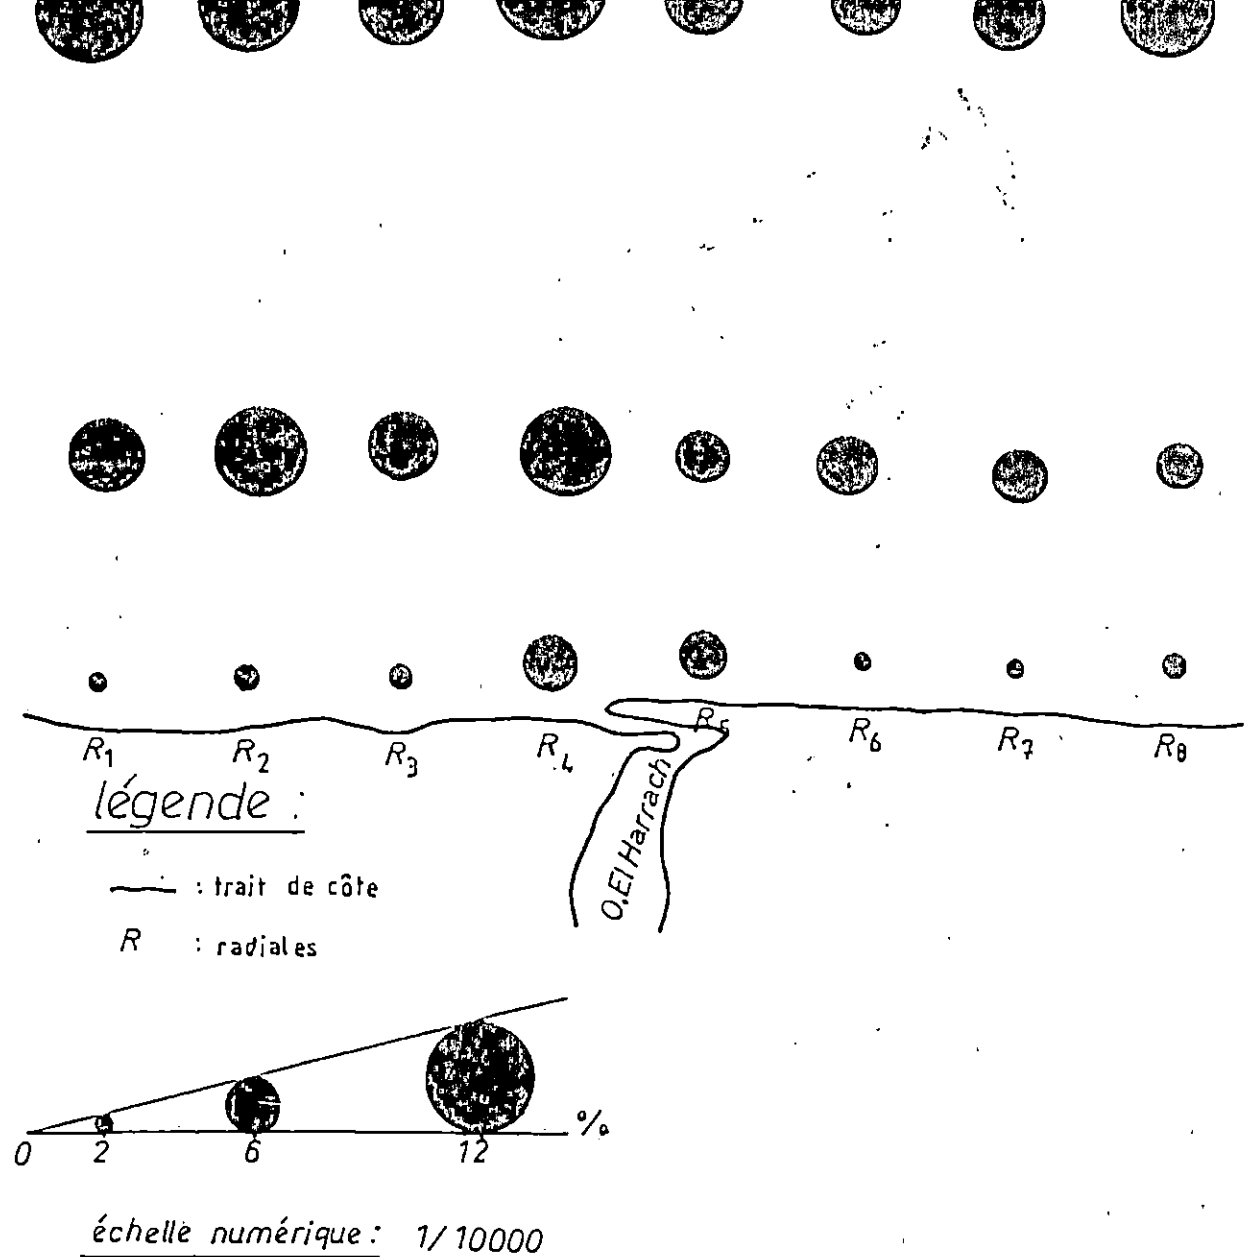 R1 R2 R3 R4 R5 R6 R7 R8
légende :
O.El Harrach
: trait de côte
R : radiales
%
0 2 6 12
échelle numérique : 1/10000